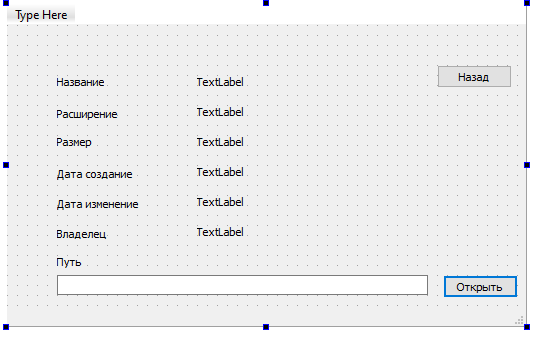 Type Here
Назад
Название TextLabel
Расширение TextLabel
Размер TextLabel
Дата создание TextLabel
Дата изменение TextLabel
Владелец TextLabel
Путь
Открыть